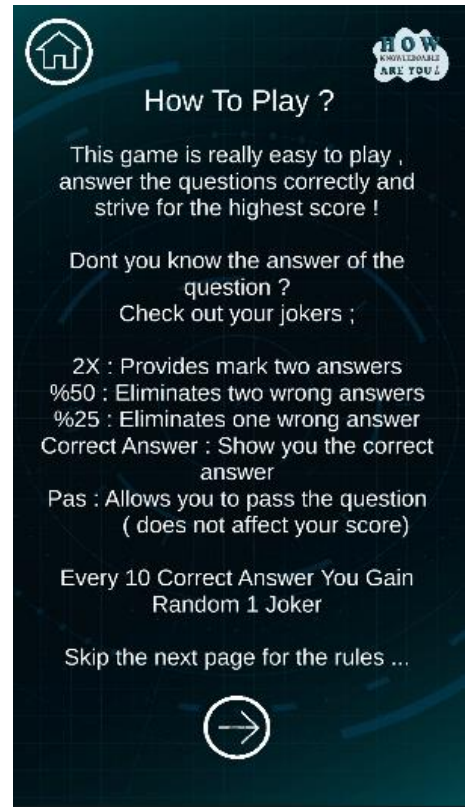 HOW
KNOWLEDGABLE
ARE YOU?
How To Play ?
This game is really easy to play ,
answer the questions correctly and
strive for the highest score !
Dont you know the answer of the
question ?
Check out your jokers ;
2X : Provides mark two answers
%50 : Eliminates two wrong answers
%25 : Eliminates one wrong answer
Correct Answer : Show you the correct
answer
Pas : Allows you to pass the question
( does not affect your score)
Every 10 Correct Answer You Gain
Random 1 Joker
Skip the next page for the rules ...